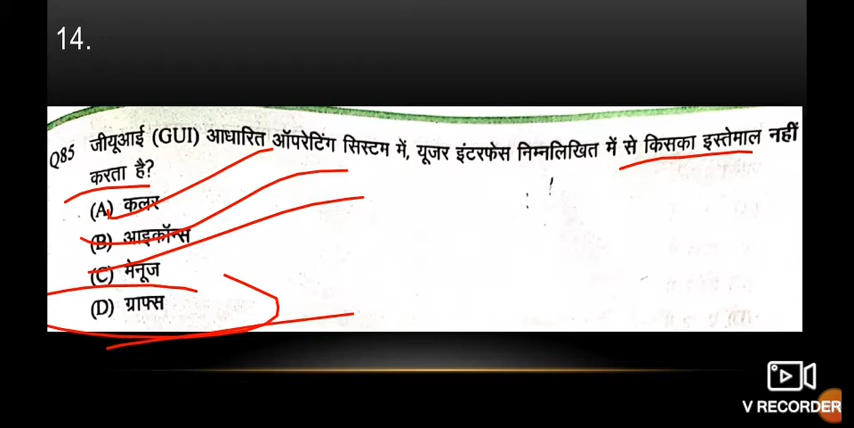 14.
Q85 जीयूआई (GUI) आधारित ऑपरेटिंग सिस्टम में, यूजर इंटरफेस निम्नलिखित में से किसका इस्तेमाल नहीं
करता है?
(A) कलर
(B) आइकॉन्स
(C) मेनूज
(D) ग्राफ्स
V RECORDER